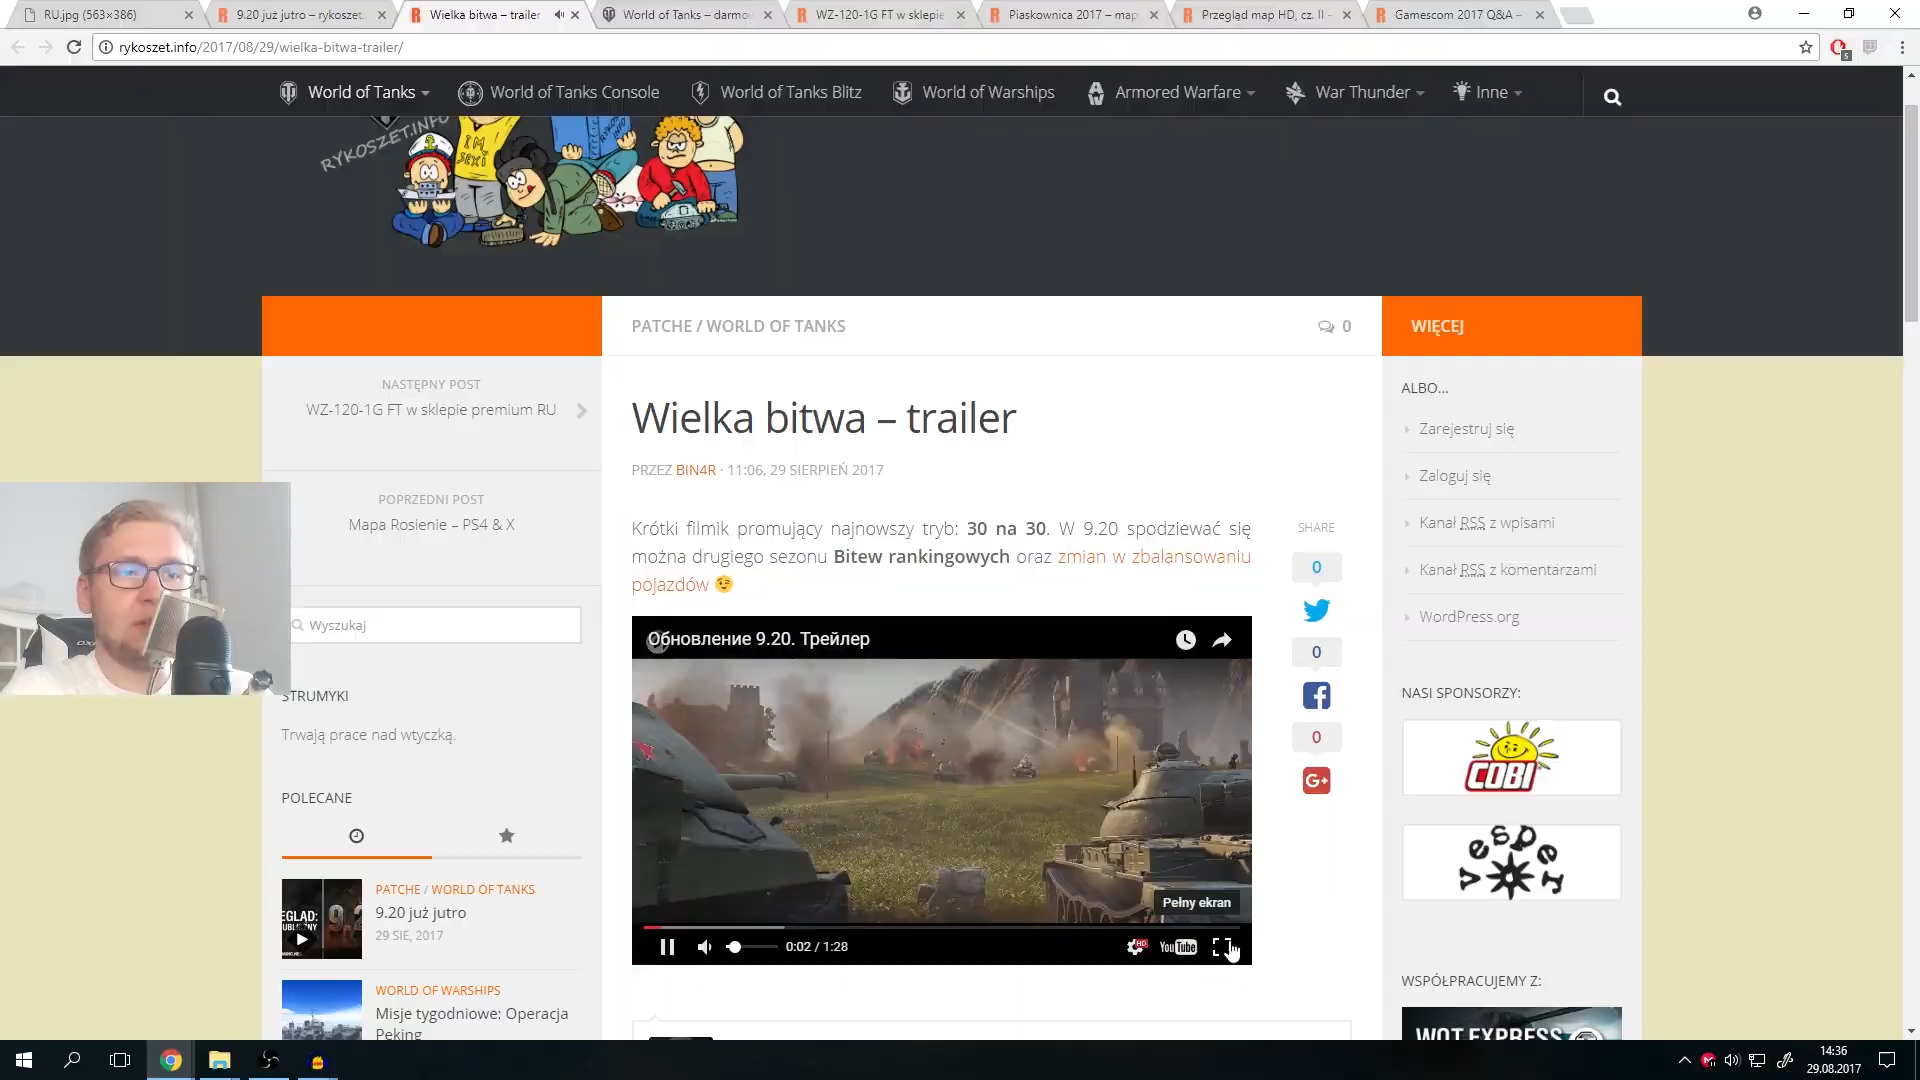 RU.jpg (563×386)
9.20 już jutro – rykoszet.
Wielka bitwa – trailer
World of Tanks – darmo
WZ-120-1G FT w sklepie
Piaskownica 2017 – map
Przegląd map HD, cz. II –
Gamescom 2017 Q&A –
rykoszet.info/2017/08/29/wielka-bitwa-trailer/
5
World of Tanks
World of Tanks Console
World of Tanks Blitz
World of Warships
Armored Warfare
War Thunder
Inne
RYKOSZET.INFO
I'M
SEXI
PATCHE / WORLD OF TANKS
0
WIĘCEJ
NASTĘPNY POST
WZ-120-1G FT w sklepie premium RU
POPRZEDNI POST
Mapa Rosienie – PS4 & X
Wyszukaj
STRUMYKI
Trwają prace nad wtyczką.
POLECANE
PATCHE / WORLD OF TANKS
9.20 już jutro
29 SIE, 2017
WORLD OF WARSHIPS
Misje tygodniowe: Operacja
Peking
Wielka bitwa – trailer
PRZEZ BIN4R · 11:06, 29 SIERPIEŃ 2017
Krótki filmik promujący najnowszy tryb: 30 na 30. W 9.20 spodziewać się
można drugiego sezonu Bitew rankingowych oraz zmian w zbalansowaniu
pojazdów
Обновление 9.20. Трейлер
Pełny ekran
0:02 / 1:28
HD
YouTube
SHARE
0
0
0
G+
ALBO...
Zarejestruj się
Zaloguj się
Kanał RSS z wpisami
Kanał RSS z komentarzami
WordPress.org
NASI SPONSORZY:
COBI
vesper
WSPÓŁPRACUJEMY Z:
WOT EXPRESS
14:36
29.08.2017